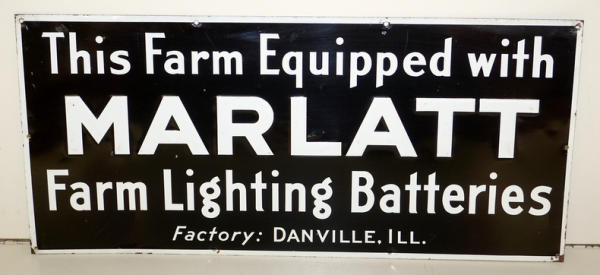 This Farm Equipped with
MARLATT
Farm Lighting Batteries
Factory: DANVILLE, ILL.